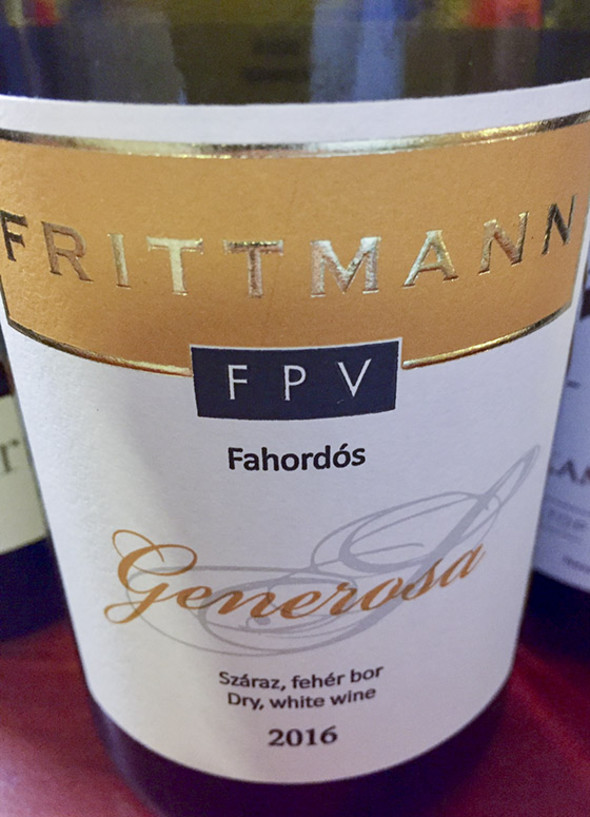 FRITTMANN
FPV
Fahordós
Generosa
Száraz, fehér bor
Dry, white wine
2016